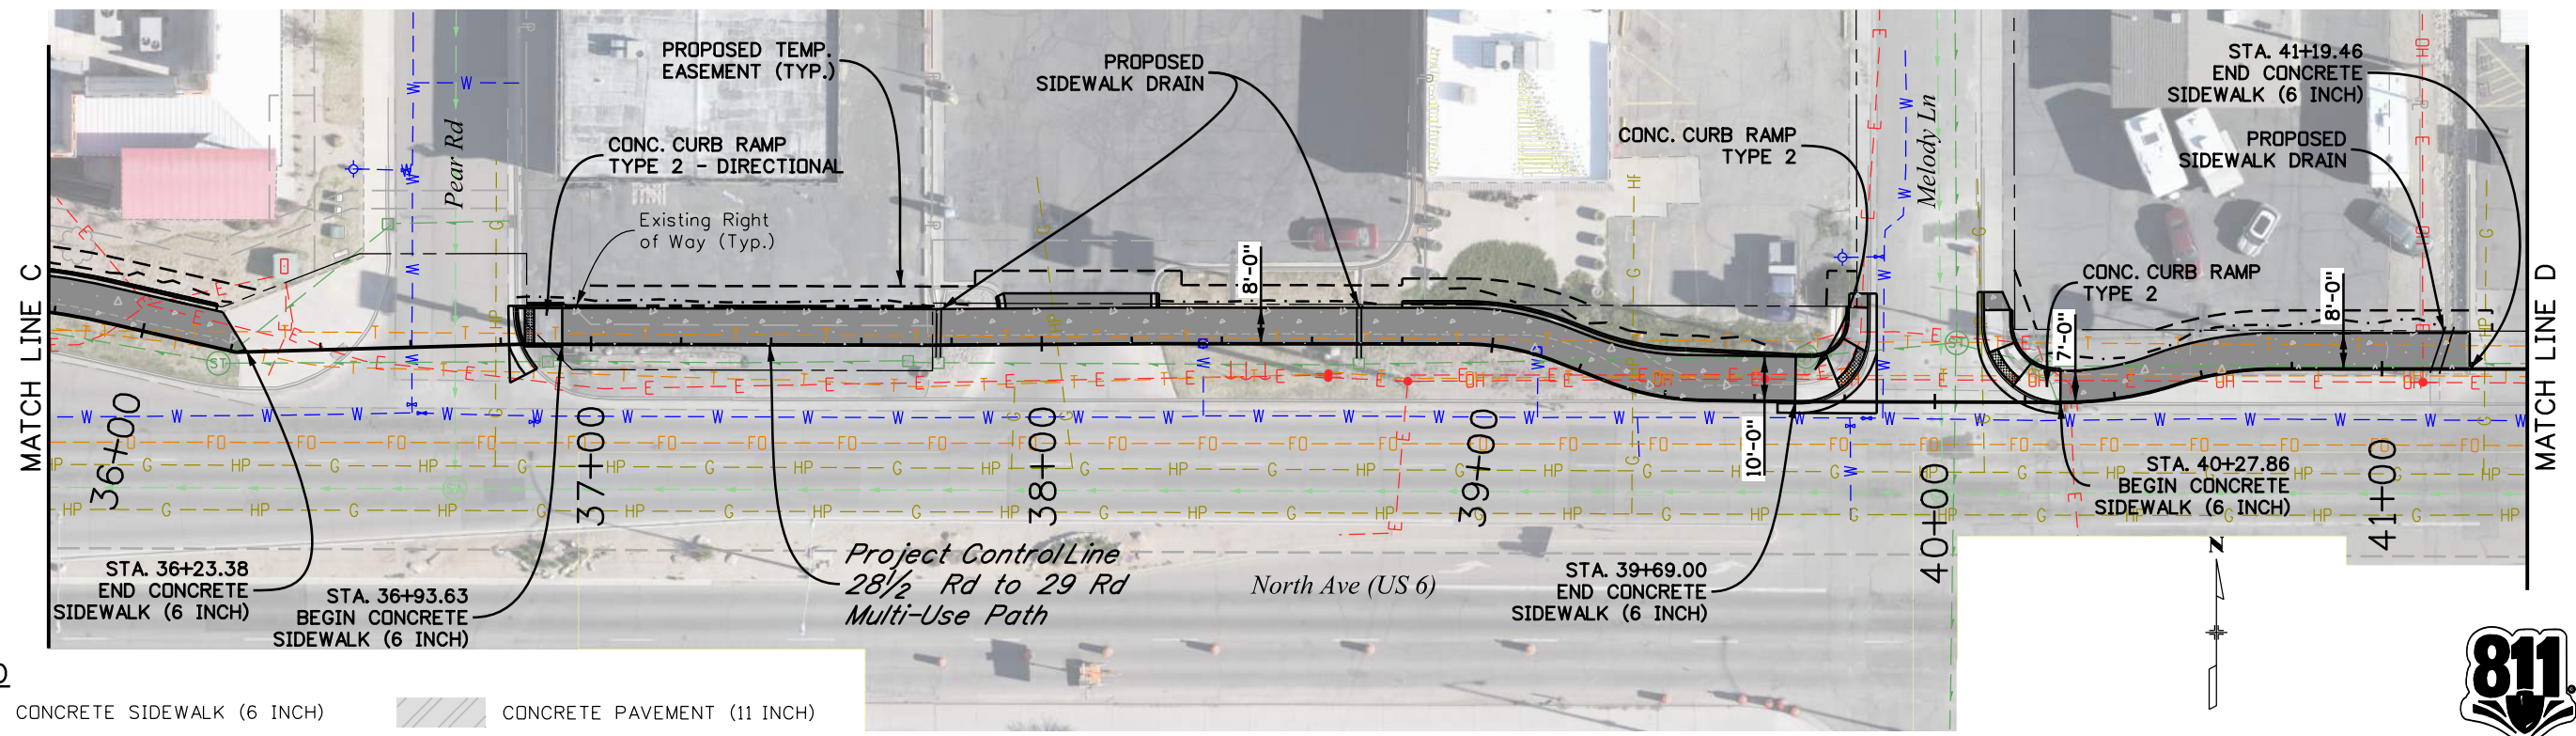 MATCH LINE C
PROPOSED TEMP.
EASEMENT (TYP.)
PROPOSED
SIDEWALK DRAIN
STA. 41+19.46
END CONCRETE
SIDEWALK (6 INCH)
Pear Rd
CONC. CURB RAMP
TYPE 2 - DIRECTIONAL
CONC. CURB RAMP
TYPE 2
Melody Ln
PROPOSED
SIDEWALK DRAIN
Existing Right
of Way (Typ.)
8'-0"
CONC. CURB RAMP
TYPE 2
8'-0"
7'-0"
MATCH LINE D
10'-0"
36+00
37+00
38+00
39+00
40+00
41+00
STA. 40+27.86
BEGIN CONCRETE
SIDEWALK (6 INCH)
STA. 36+23.38
END CONCRETE
SIDEWALK (6 INCH)
STA. 36+93.63
BEGIN CONCRETE
SIDEWALK (6 INCH)
Project Control Line
28½ Rd to 29 Rd
Multi-Use Path
North Ave (US 6)
STA. 39+69.00
END CONCRETE
SIDEWALK (6 INCH)
N
CONCRETE SIDEWALK (6 INCH)
CONCRETE PAVEMENT (11 INCH)
811